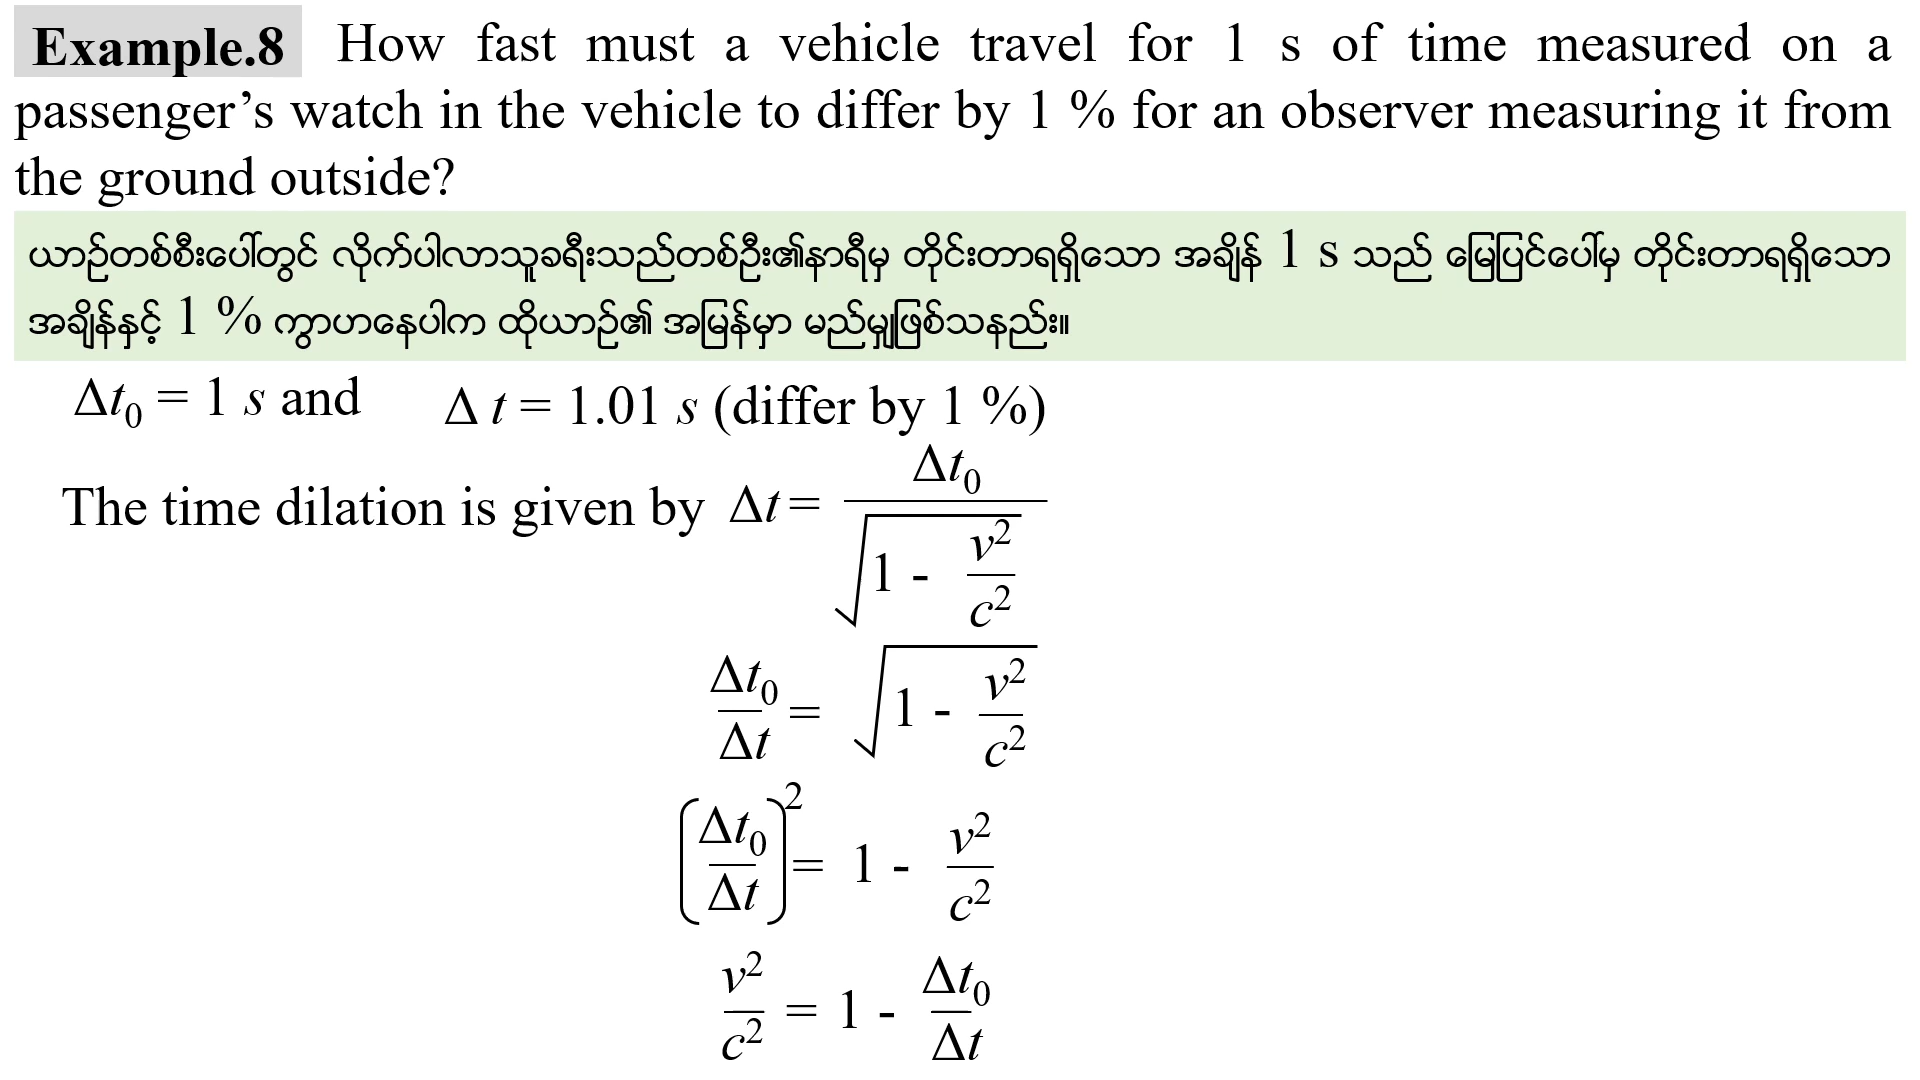 Example.8 How fast must a vehicle travel for 1 s of time measured on a
passenger’s watch in the vehicle to differ by 1 % for an observer measuring it from
the ground outside?
ယာဉ်တစ်စီးပေါ်တွင် လိုက်ပါလာသူခရီးသည်တစ်ဦး၏နာရီမှ တိုင်းတာရရှိသော အချိန် 1 s သည် မြေပြင်ပေါ်မှ တိုင်းတာရရှိသော
အချိန်နှင့် 1 % ကွာဟနေပါက ထိုယာဉ်၏ အမြန်မှာ မည်မျှဖြစ်သနည်း။
Δt₀ = 1 s and Δ t = 1.01 s (differ by 1 %)
The time dilation is given by Δt = Δt₀ / √(1 - v²/c²)
Δt₀/Δt = √(1 - v²/c²)
(Δt₀/Δt)² = 1 - v²/c²
v²/c² = 1 - Δt₀/Δt